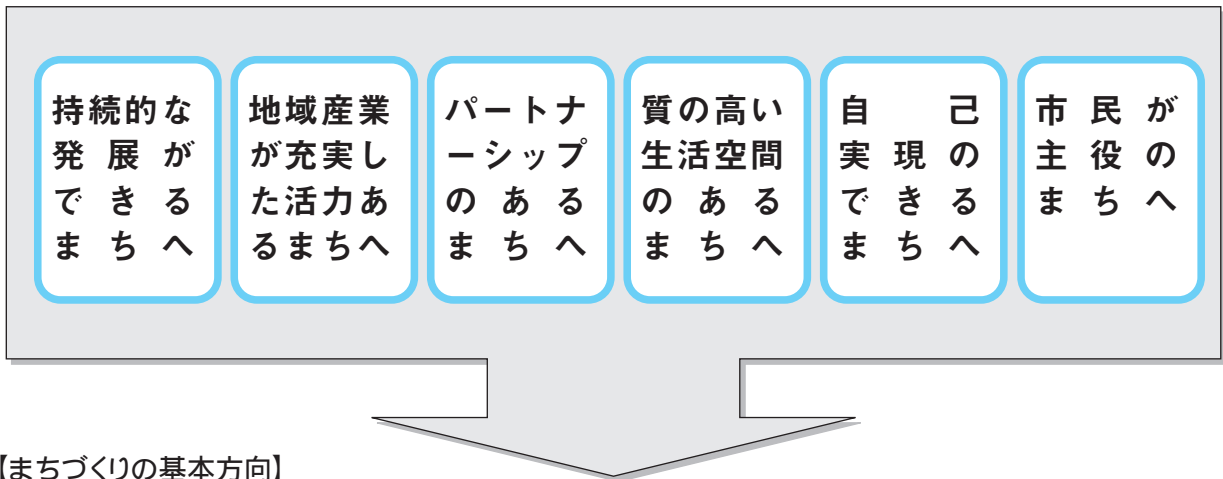 持続的な
発展が
できる
まちへ
地域産業
が充実し
た活力あ
るまちへ
パートナ
ーシップ
のある
まちへ
質の高い
生活空間
のある
まちへ
自己
実現の
できる
まちへ
市民が
主役の
まちへ
【まちづくりの基本方向】